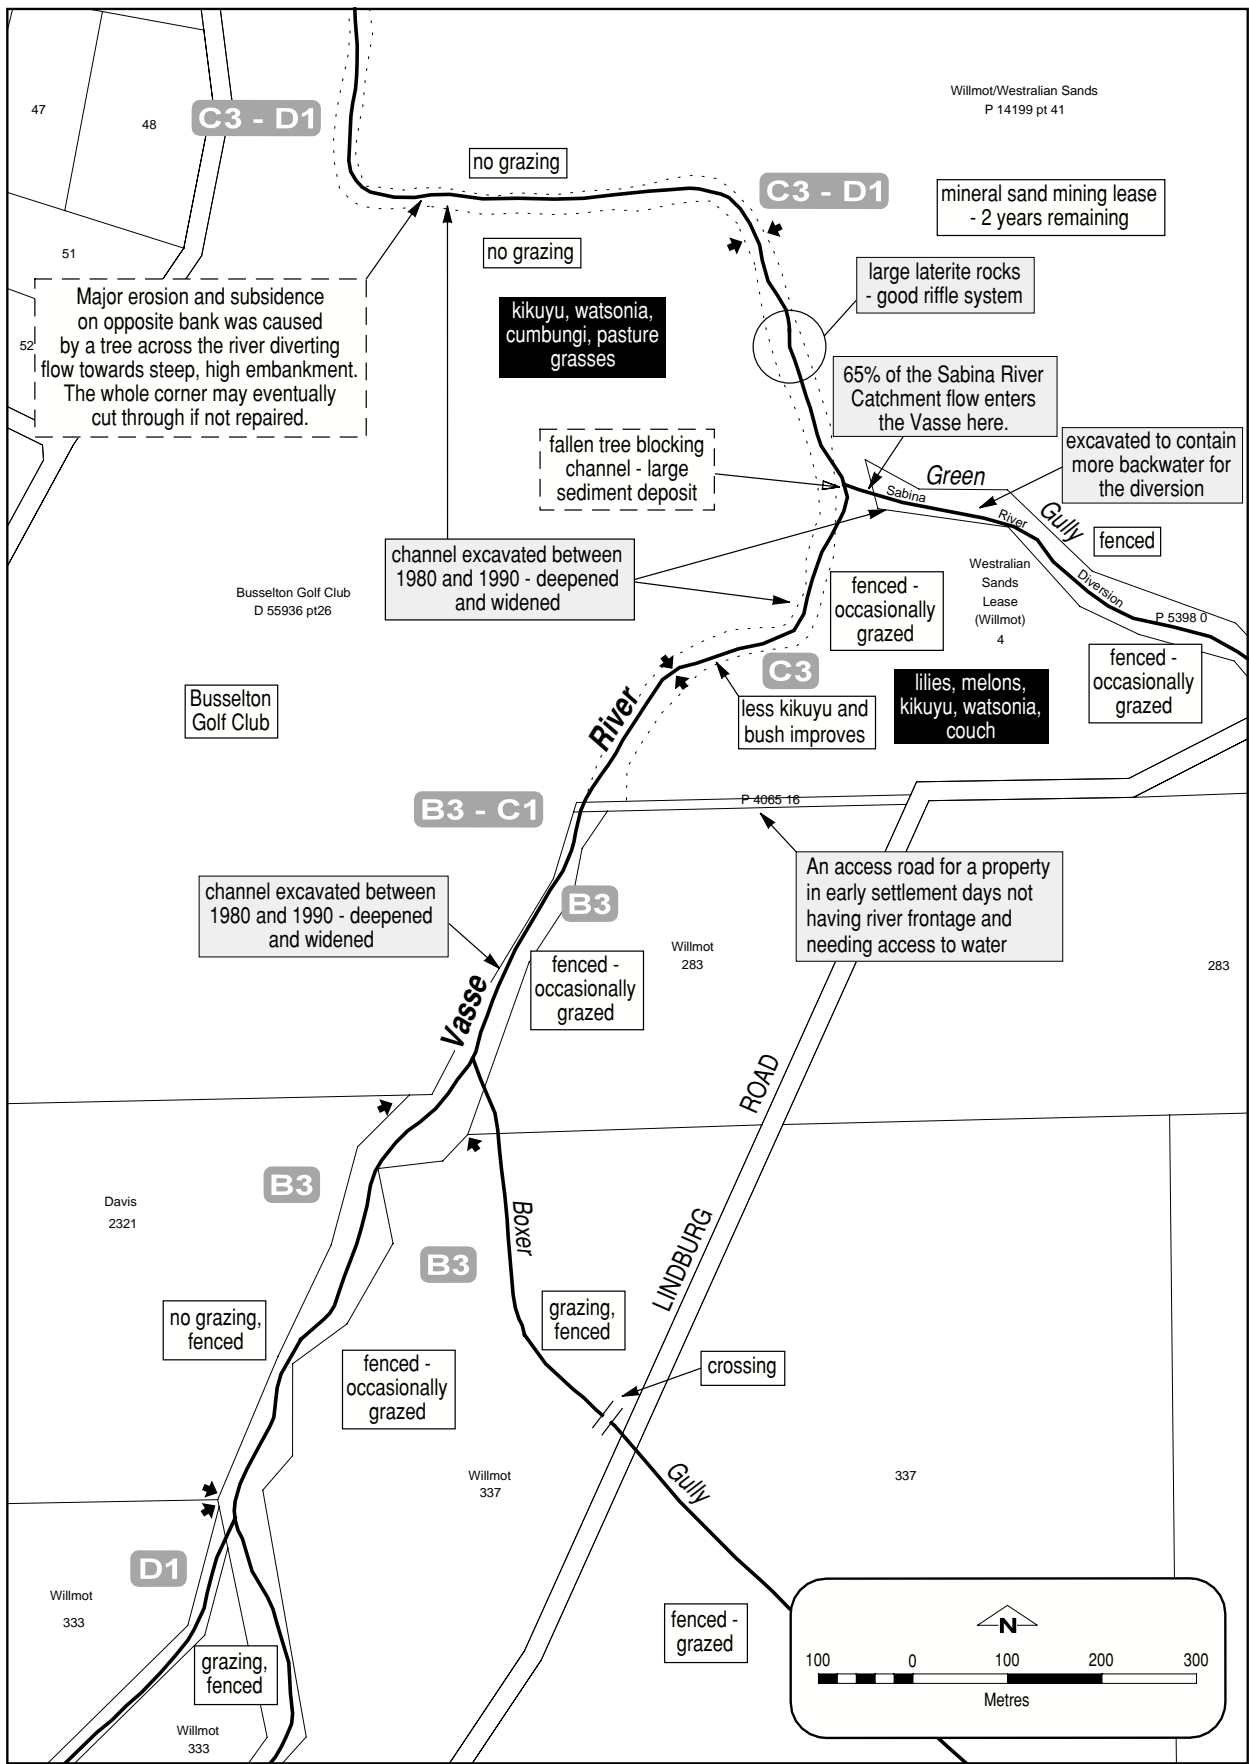 47
48
C3 - D1
Willmot/Westralian Sands
P 14199 pt 41
no grazing
C3 - D1
mineral sand mining lease
- 2 years remaining
no grazing
51
52
Major erosion and subsidence
on opposite bank was caused
by a tree across the river diverting
flow towards steep, high embankment.
The whole corner may eventually
cut through if not repaired.
large laterite rocks
- good riffle system
kikuyu, watsonia,
cumbungi, pasture
grasses
65% of the Sabina River
Catchment flow enters
the Vasse here.
fallen tree blocking
channel - large
sediment deposit
excavated to contain
more backwater for
the diversion
Green
Gully
Sabina
River
Diversion
fenced
channel excavated between
1980 and 1990 - deepened
and widened
Busselton Golf Club
D 55936 pt26
Westralian
Sands
Lease
(Willmot)
4
fenced -
occasionally
grazed
P 5398 0
fenced -
occasionally
grazed
C3
Busselton
Golf Club
River
less kikuyu and
bush improves
lilies, melons,
kikuyu, watsonia,
couch
B3 - C1
P 4065 16
An access road for a property
in early settlement days not
having river frontage and
needing access to water
channel excavated between
1980 and 1990 - deepened
and widened
B3
Willmot
283
283
fenced -
occasionally
grazed
Vasse
ROAD
B3
Davis
2321
Boxer
LINDBURG
B3
no grazing,
fenced
grazing,
fenced
fenced -
occasionally
grazed
crossing
Willmot
337
Gully
337
D1
Willmot
333
fenced -
grazed
grazing,
fenced
Willmot
333
N
100
0
100
200
300
Metres